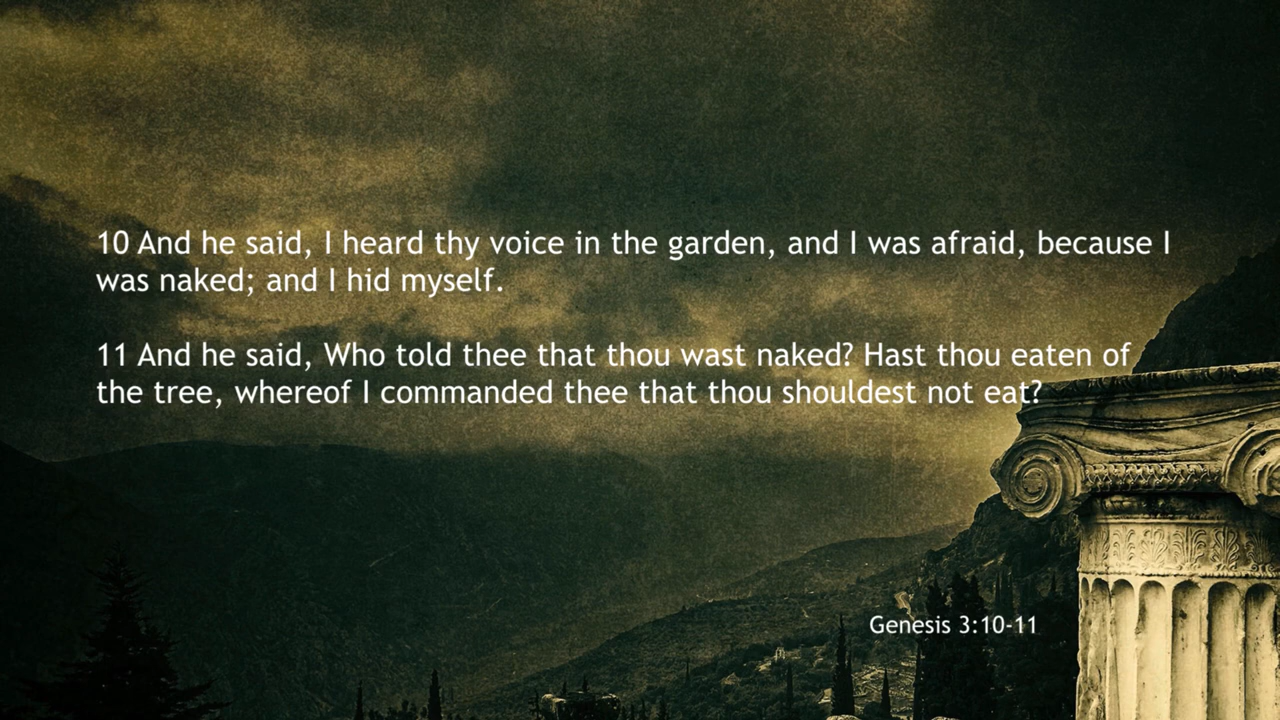 10 And he said, I heard thy voice in the garden, and I was afraid, because I
was naked; and I hid myself.
11 And he said, Who told thee that thou wast naked? Hast thou eaten of
the tree, whereof I commanded thee that thou shouldest not eat?
Genesis 3:10-11